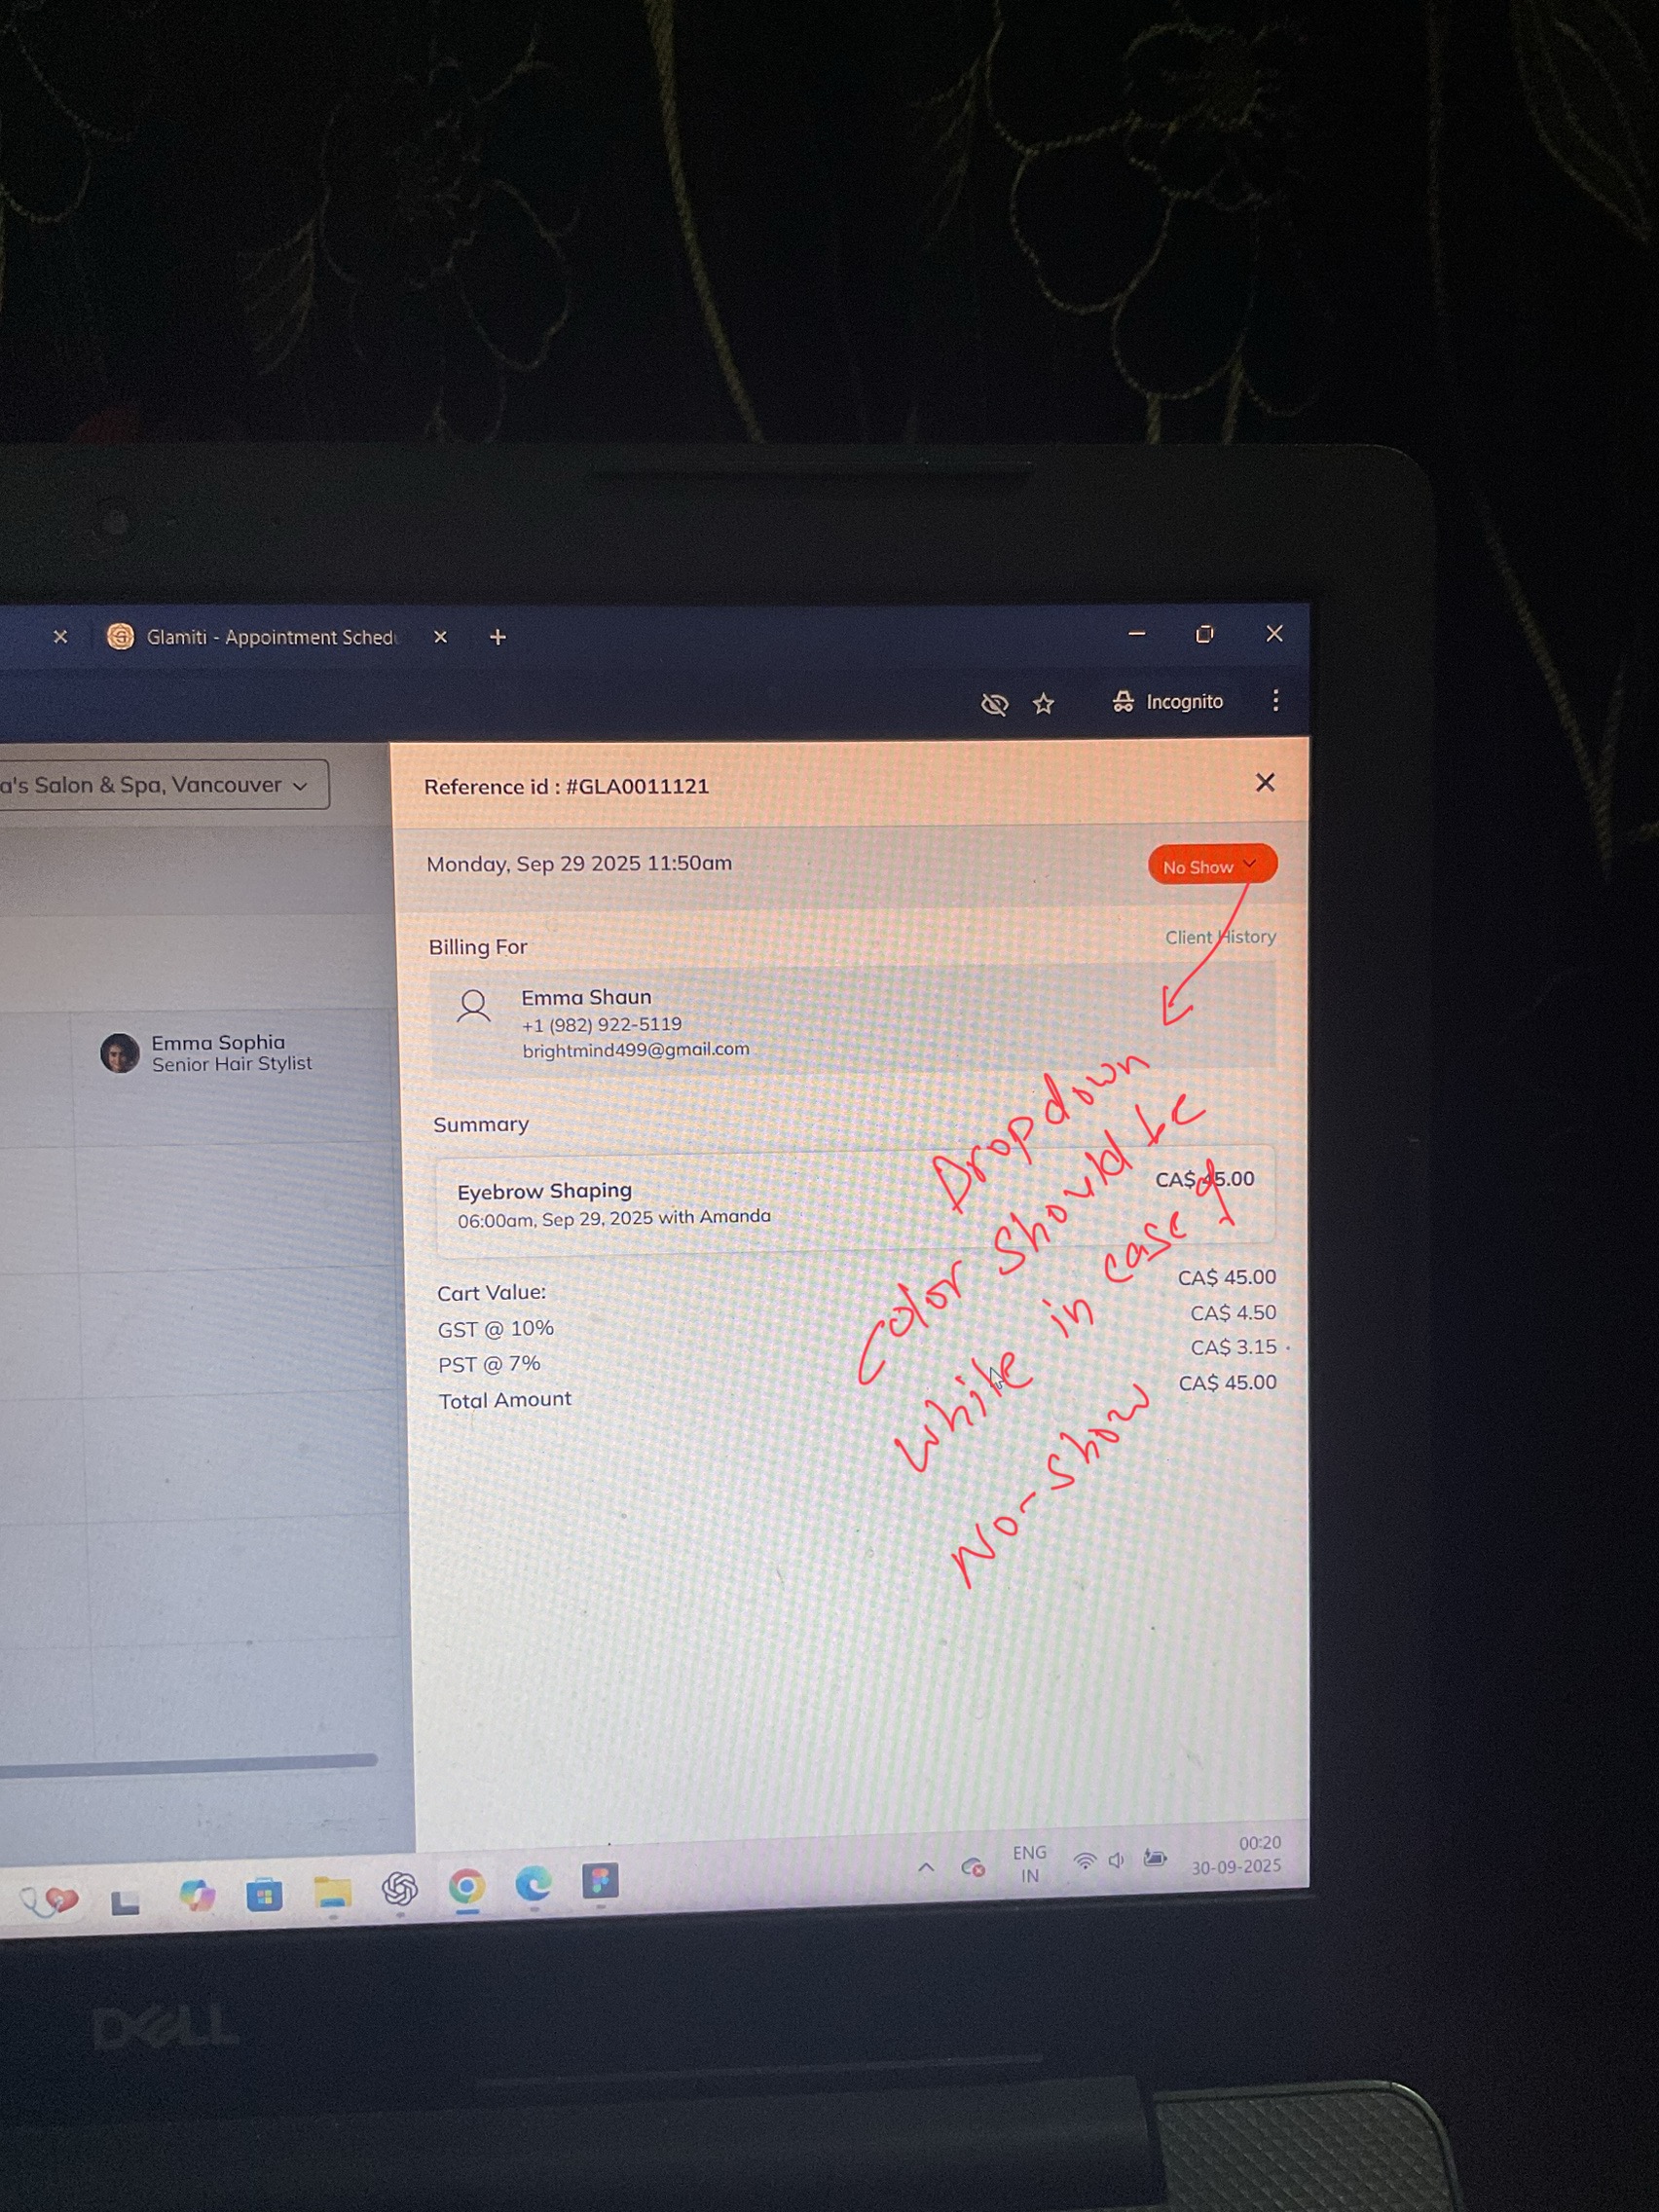 Glamiti - Appointment Sched
Incognito
a's Salon & Spa, Vancouver
Reference id : #GLA0011121
Monday, Sep 29 2025 11:50am
No Show
Billing For
Client History
Emma Shaun
+1 (982) 922-5119
brightmind499@gmail.com
Emma Sophia
Senior Hair Stylist
Summary
Eyebrow Shaping
CA$ 45.00
06:00am, Sep 29, 2025 with Amanda
Cart Value:
CA$ 45.00
GST @ 10%
CA$ 4.50
PST @ 7%
CA$ 3.15
Total Amount
CA$ 45.00
Dropdown
Color should be
white in case of
No-show
ENG
IN
00:20
30-09-2025
DELL